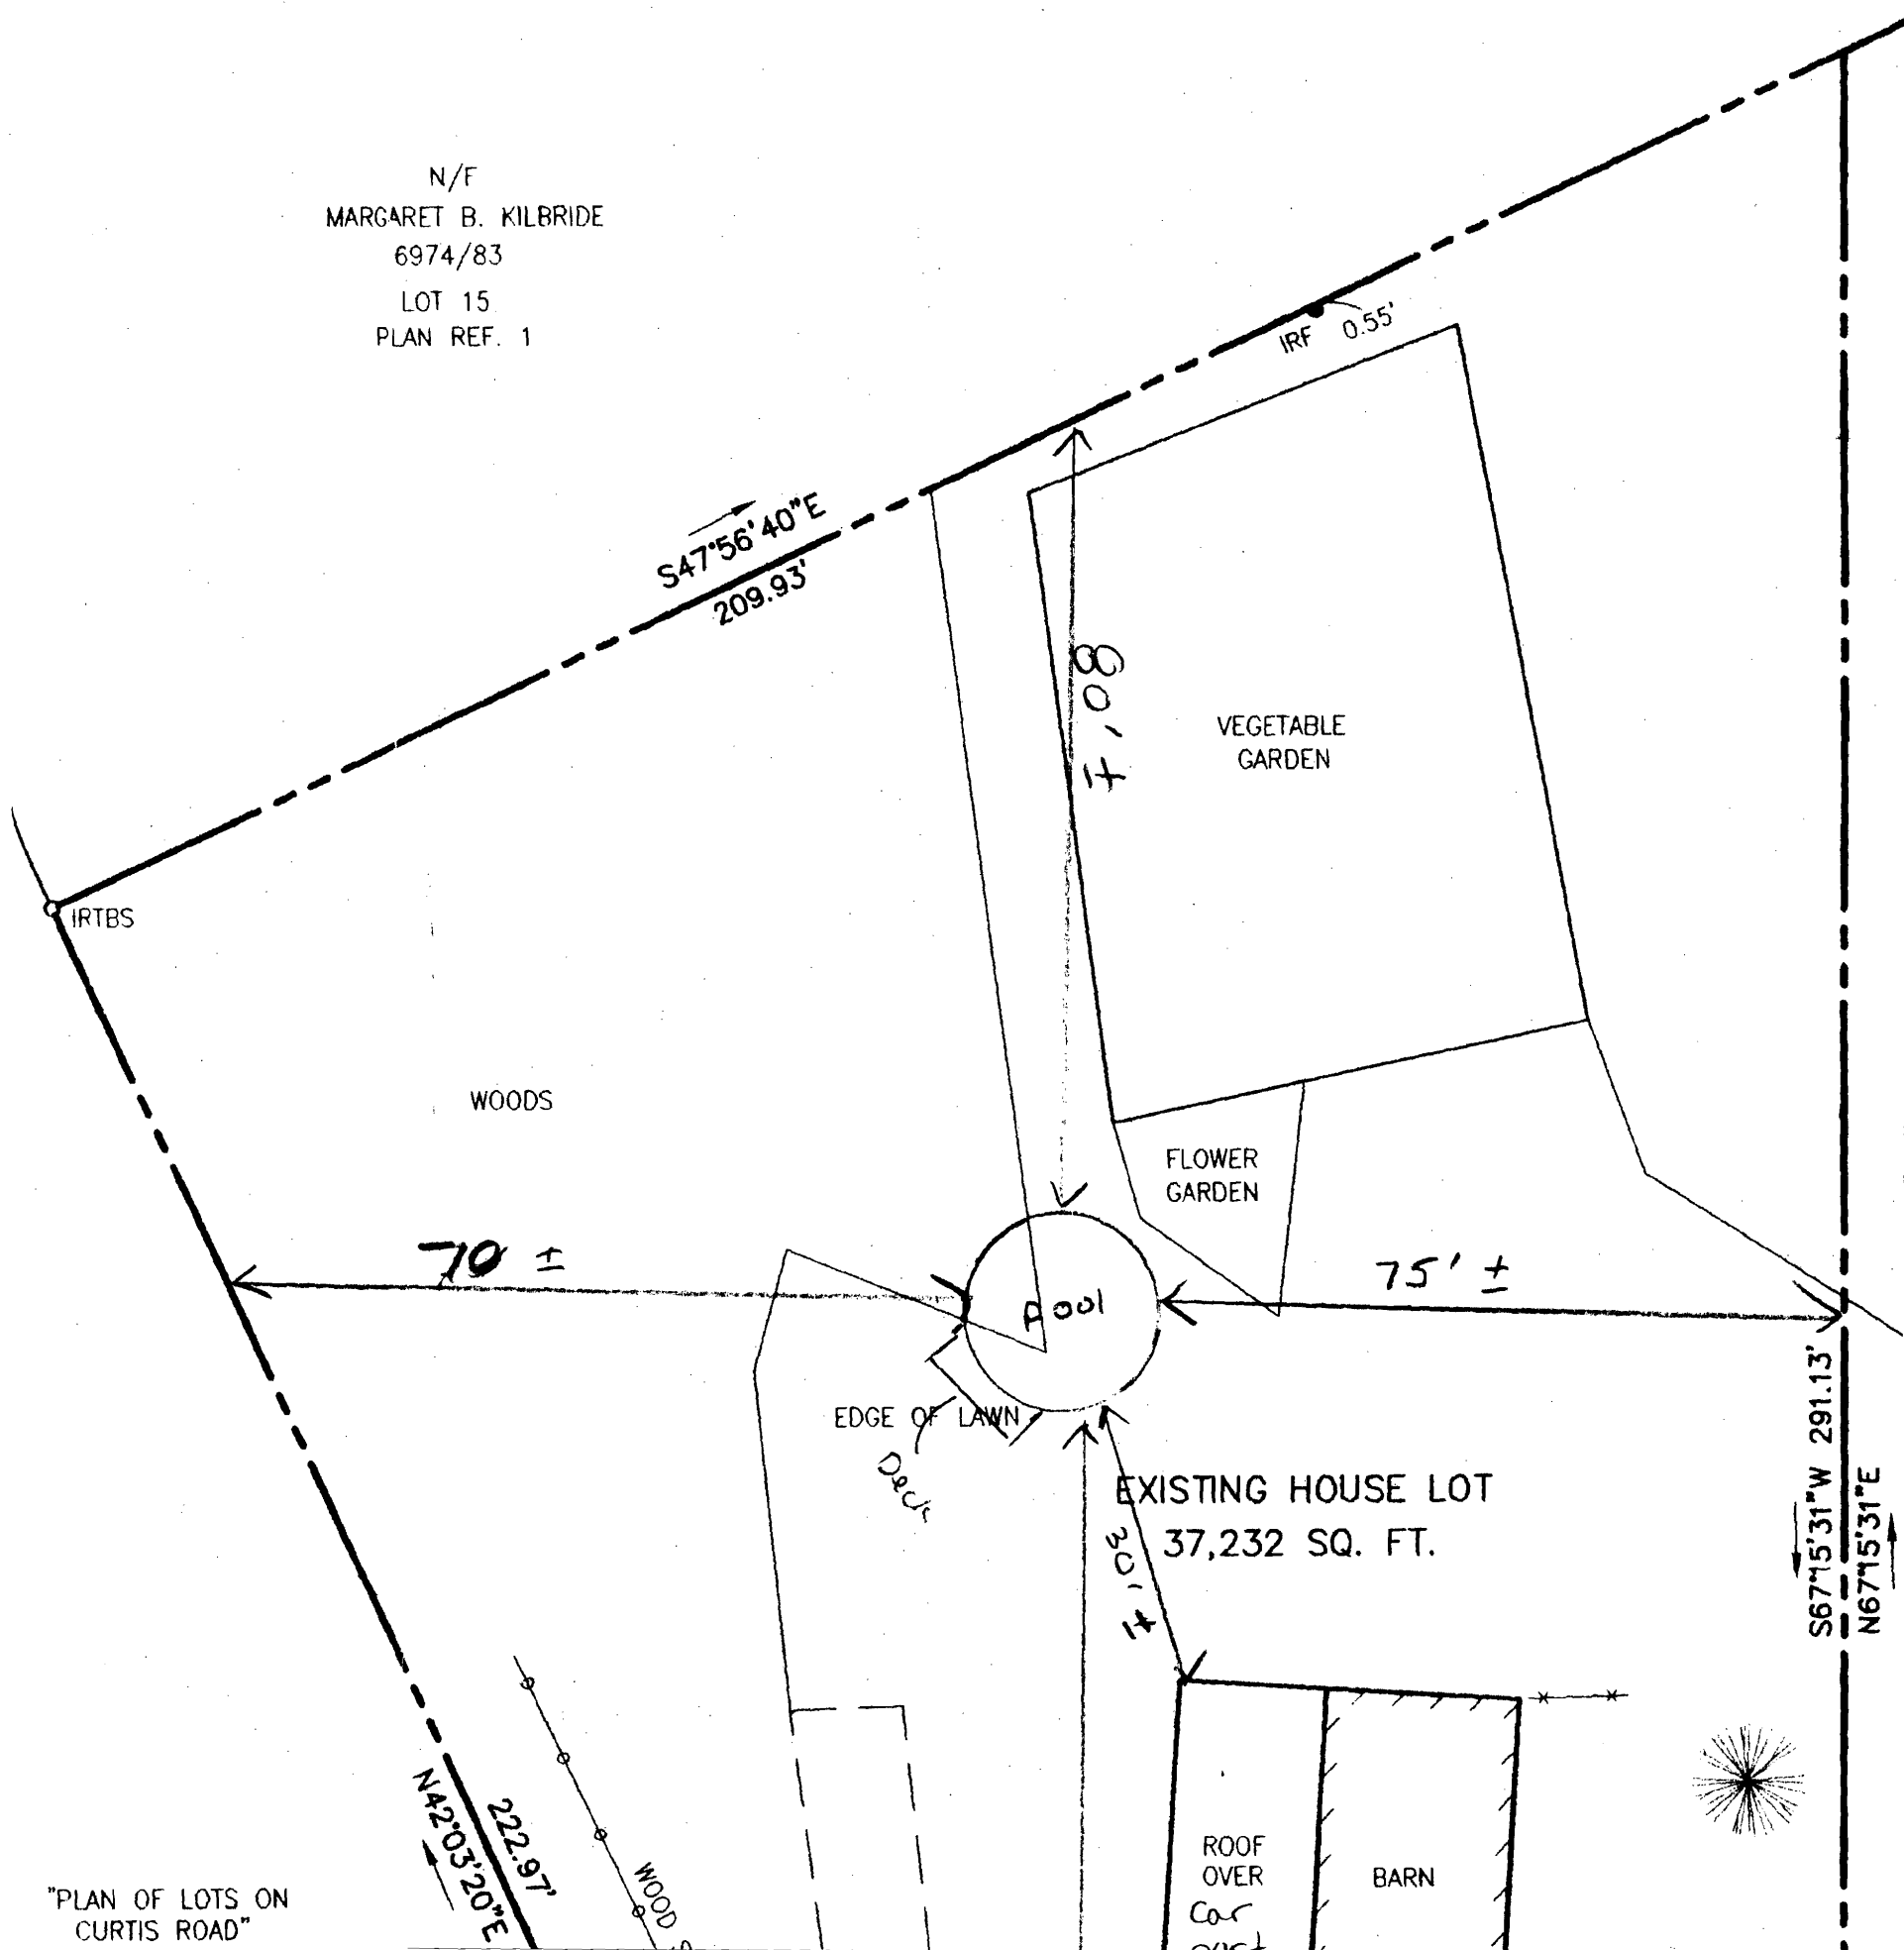 N/F
MARGARET B. KILBRIDE
6974/83
LOT 15
PLAN REF. 1
IRF 0.55'
S47°56'40"E
209.93'
80' ±
VEGETABLE
GARDEN
IRTBS
WOODS
FLOWER
GARDEN
70 ±
75' ±
POOl
EDGE OF LAWN
Deck
EXISTING HOUSE LOT
37,232 SQ. FT.
30' ±
S67°15'31"W 291.13'
N67°15'31"E
222.97'
N42°03'20"E
WOOD
ROOF
OVER
Car
port
BARN
"PLAN OF LOTS ON
CURTIS ROAD"